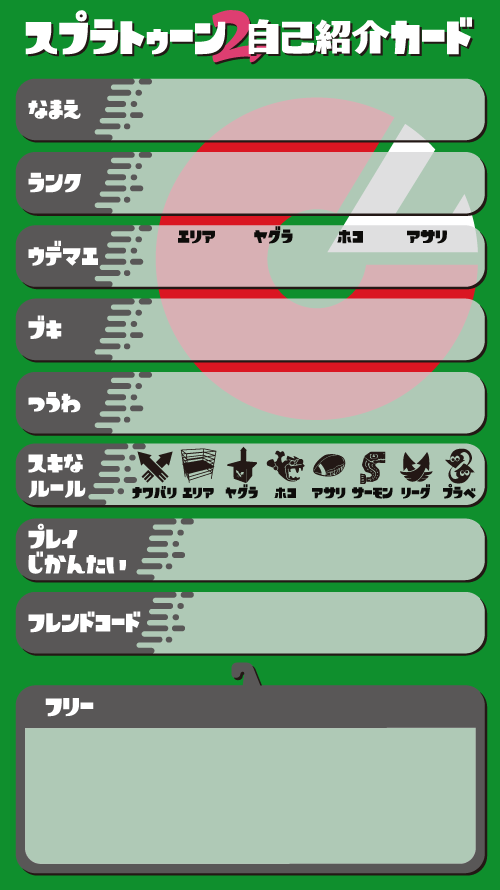 スプラトゥーン2自己紹介カード
なまえ
ランク
ウデマエ
エリア ヤグラ ホコ アサリ
ブキ
つうわ
スキな
ルール
ナワバリ エリア ヤグラ ホコ アサリ サーモン リーグ プラベ
プレイ
じかんたい
フレンドコード
フリー